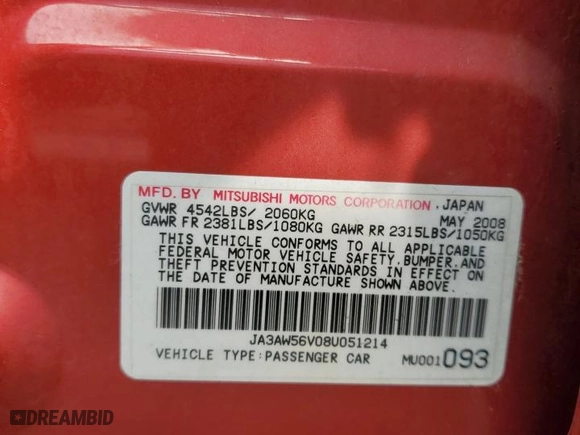 MFD. BY MITSUBISHI MOTORS CORPORATION. JAPAN
GVWR 4542LBS/ 2060KG MAY 2008
GAWR FR 2381LBS/1080KG GAWR RR 2315LBS/1050KG
THIS VEHICLE CONFORMS TO ALL APPLICABLE
FEDERAL MOTOR VEHICLE SAFETY,BUMPER,AND
THEFT PREVENTION STANDARDS IN EFFECT ON
THE DATE OF MANUFACTURE SHOWN ABOVE.
JA3AW56V08U051214
VEHICLE TYPE:PASSENGER CAR MU001093
DREAMBID